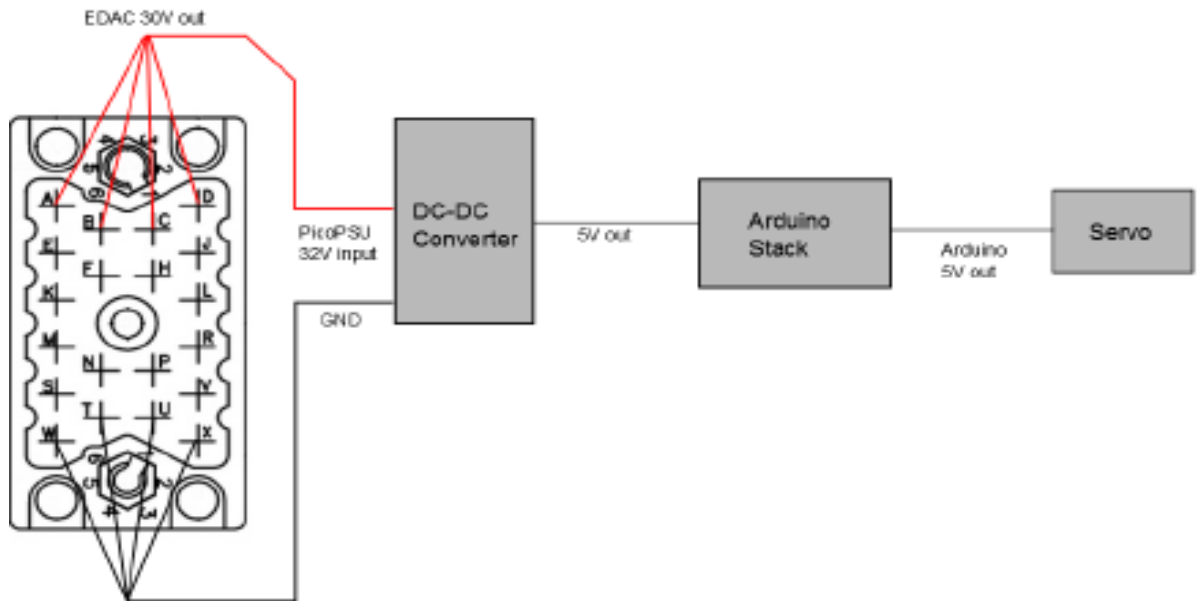 EDAC 30V out
A
D
B
C
E
J
F
H
K
L
M
R
N
P
S
V
T
U
W
X
PicoPSU
32V input
GND
DC-DC
Converter
5V out
Arduino
Stack
Arduino
5V out
Servo